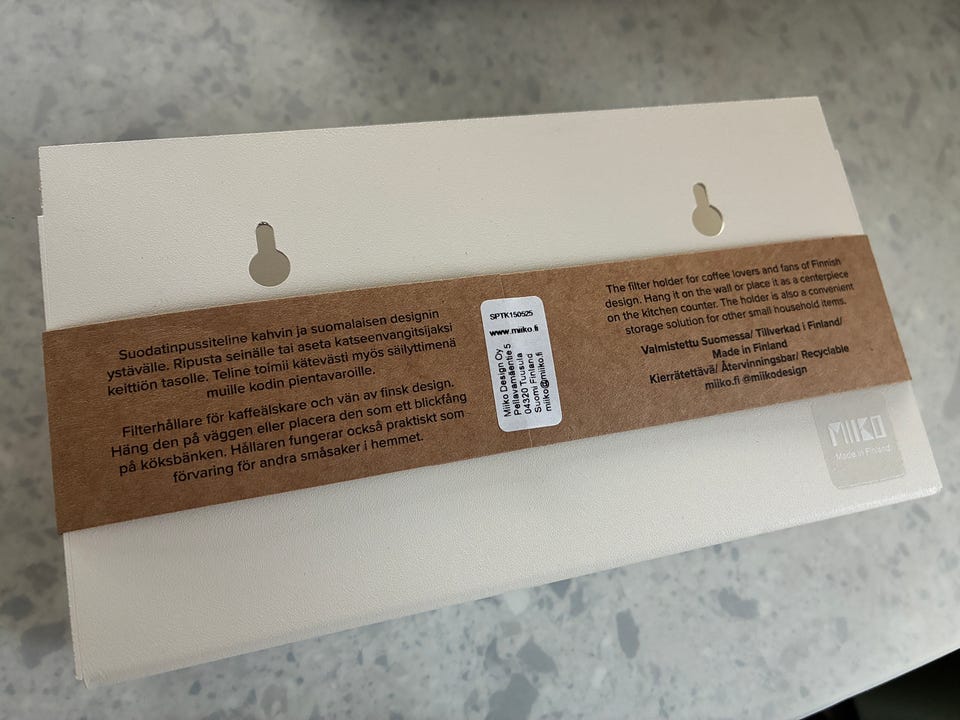 Suodatinpussiteline kahvin ja suomalaisen designin
ystävälle. Ripusta seinälle tai aseta katseenvangitsijaksi
keittiön tasolle. Teline toimii kätevästi myös säilyttimenä
muille kodin pientavaroille.
Filterhållare för kaffeälskare och vän av finsk design.
Häng den på väggen eller placera den som ett blickfång
på köksbänken. Hållaren fungerar också praktiskt som
förvaring för andra småsaker i hemmet.
SPTK150525
www.miiko.fi
Miiko Design Oy
Pellavamäentie 5
04320 Tuusula
Suomi Finland
miiko@miiko.fi
The filter holder for coffee lovers and fans of Finnish
design. Hang it on the wall or place it as a centerpiece
on the kitchen counter. The holder is also a convenient
storage solution for other small household items.
Valmistettu Suomessa/ Tillverkad i Finland/
Made in Finland
Kierrätettävä/ Återvinningsbar/ Recyclable
miiko.fi @miikodesign
MIIKO
Made in Finland